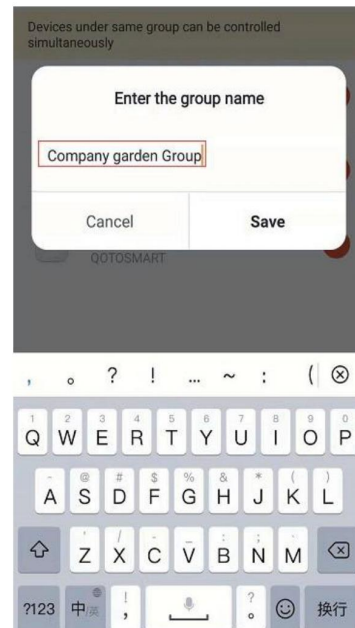 Devices under same group can be controlled
simultaneously
Enter the group name
Company garden Group
Cancel
Save
QOTOSMART
, 。 ? ! ... ~ : (
1 2 3 4 5 6 7 8 9 0
Q W E R T Y U I O P
- @ # $ % & * ( )
A S D F G H J K L
' / - _ : ; ,
Z X C V B N M
?123 中/英 ! , ? 。 换行